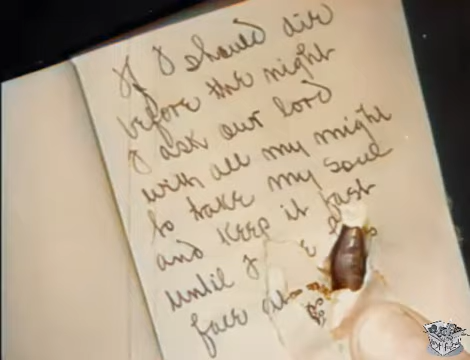 If I should die
before the night
I ask our lord
with all my might
to take my soul
and keep it fast
until I
face